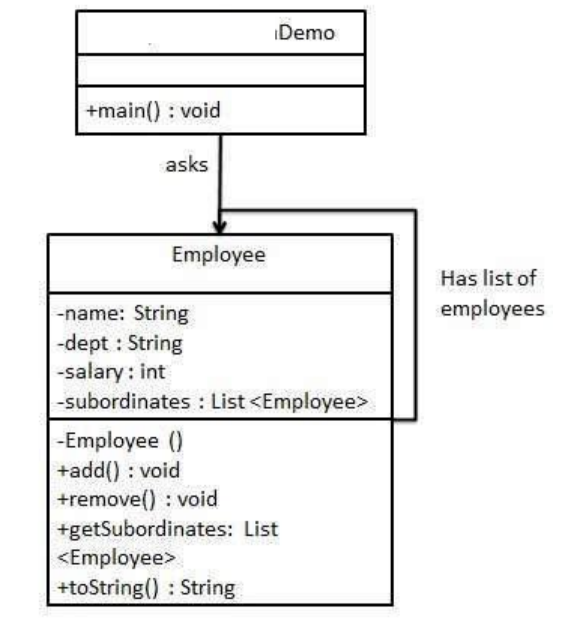 Demo
+main() : void
asks
Employee
Has list of
employees
-name: String
-dept : String
-salary : int
-subordinates : List <Employee>
-Employee ()
+add() : void
+remove() : void
+getSubordinates: List
<Employee>
+toString() : String